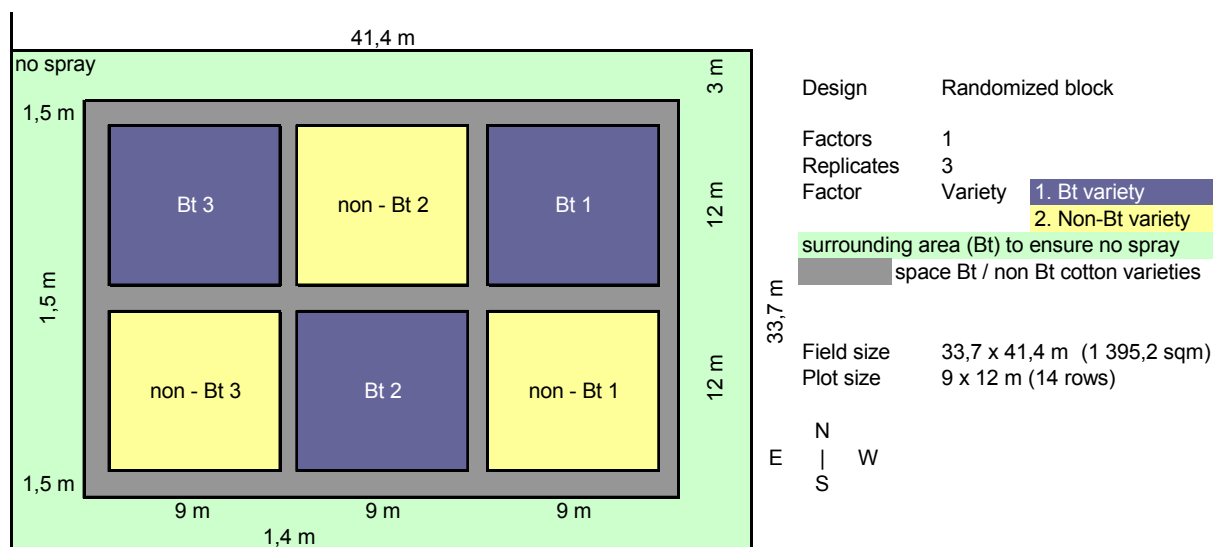 41,4 m
no spray
3 m
1,5 m
Bt 3
non - Bt 2
Bt 1
12 m
1,5 m
33,7 m
non - Bt 3
Bt 2
non - Bt 1
12 m
1,5 m
9 m 9 m 9 m
1,4 m
Design Randomized block
Factors 1
Replicates 3
Factor Variety 1. Bt variety
2. Non-Bt variety
surrounding area (Bt) to ensure no spray
space Bt / non Bt cotton varieties
Field size 33,7 x 41,4 m (1 395,2 sqm)
Plot size 9 x 12 m (14 rows)
N
E | W
S